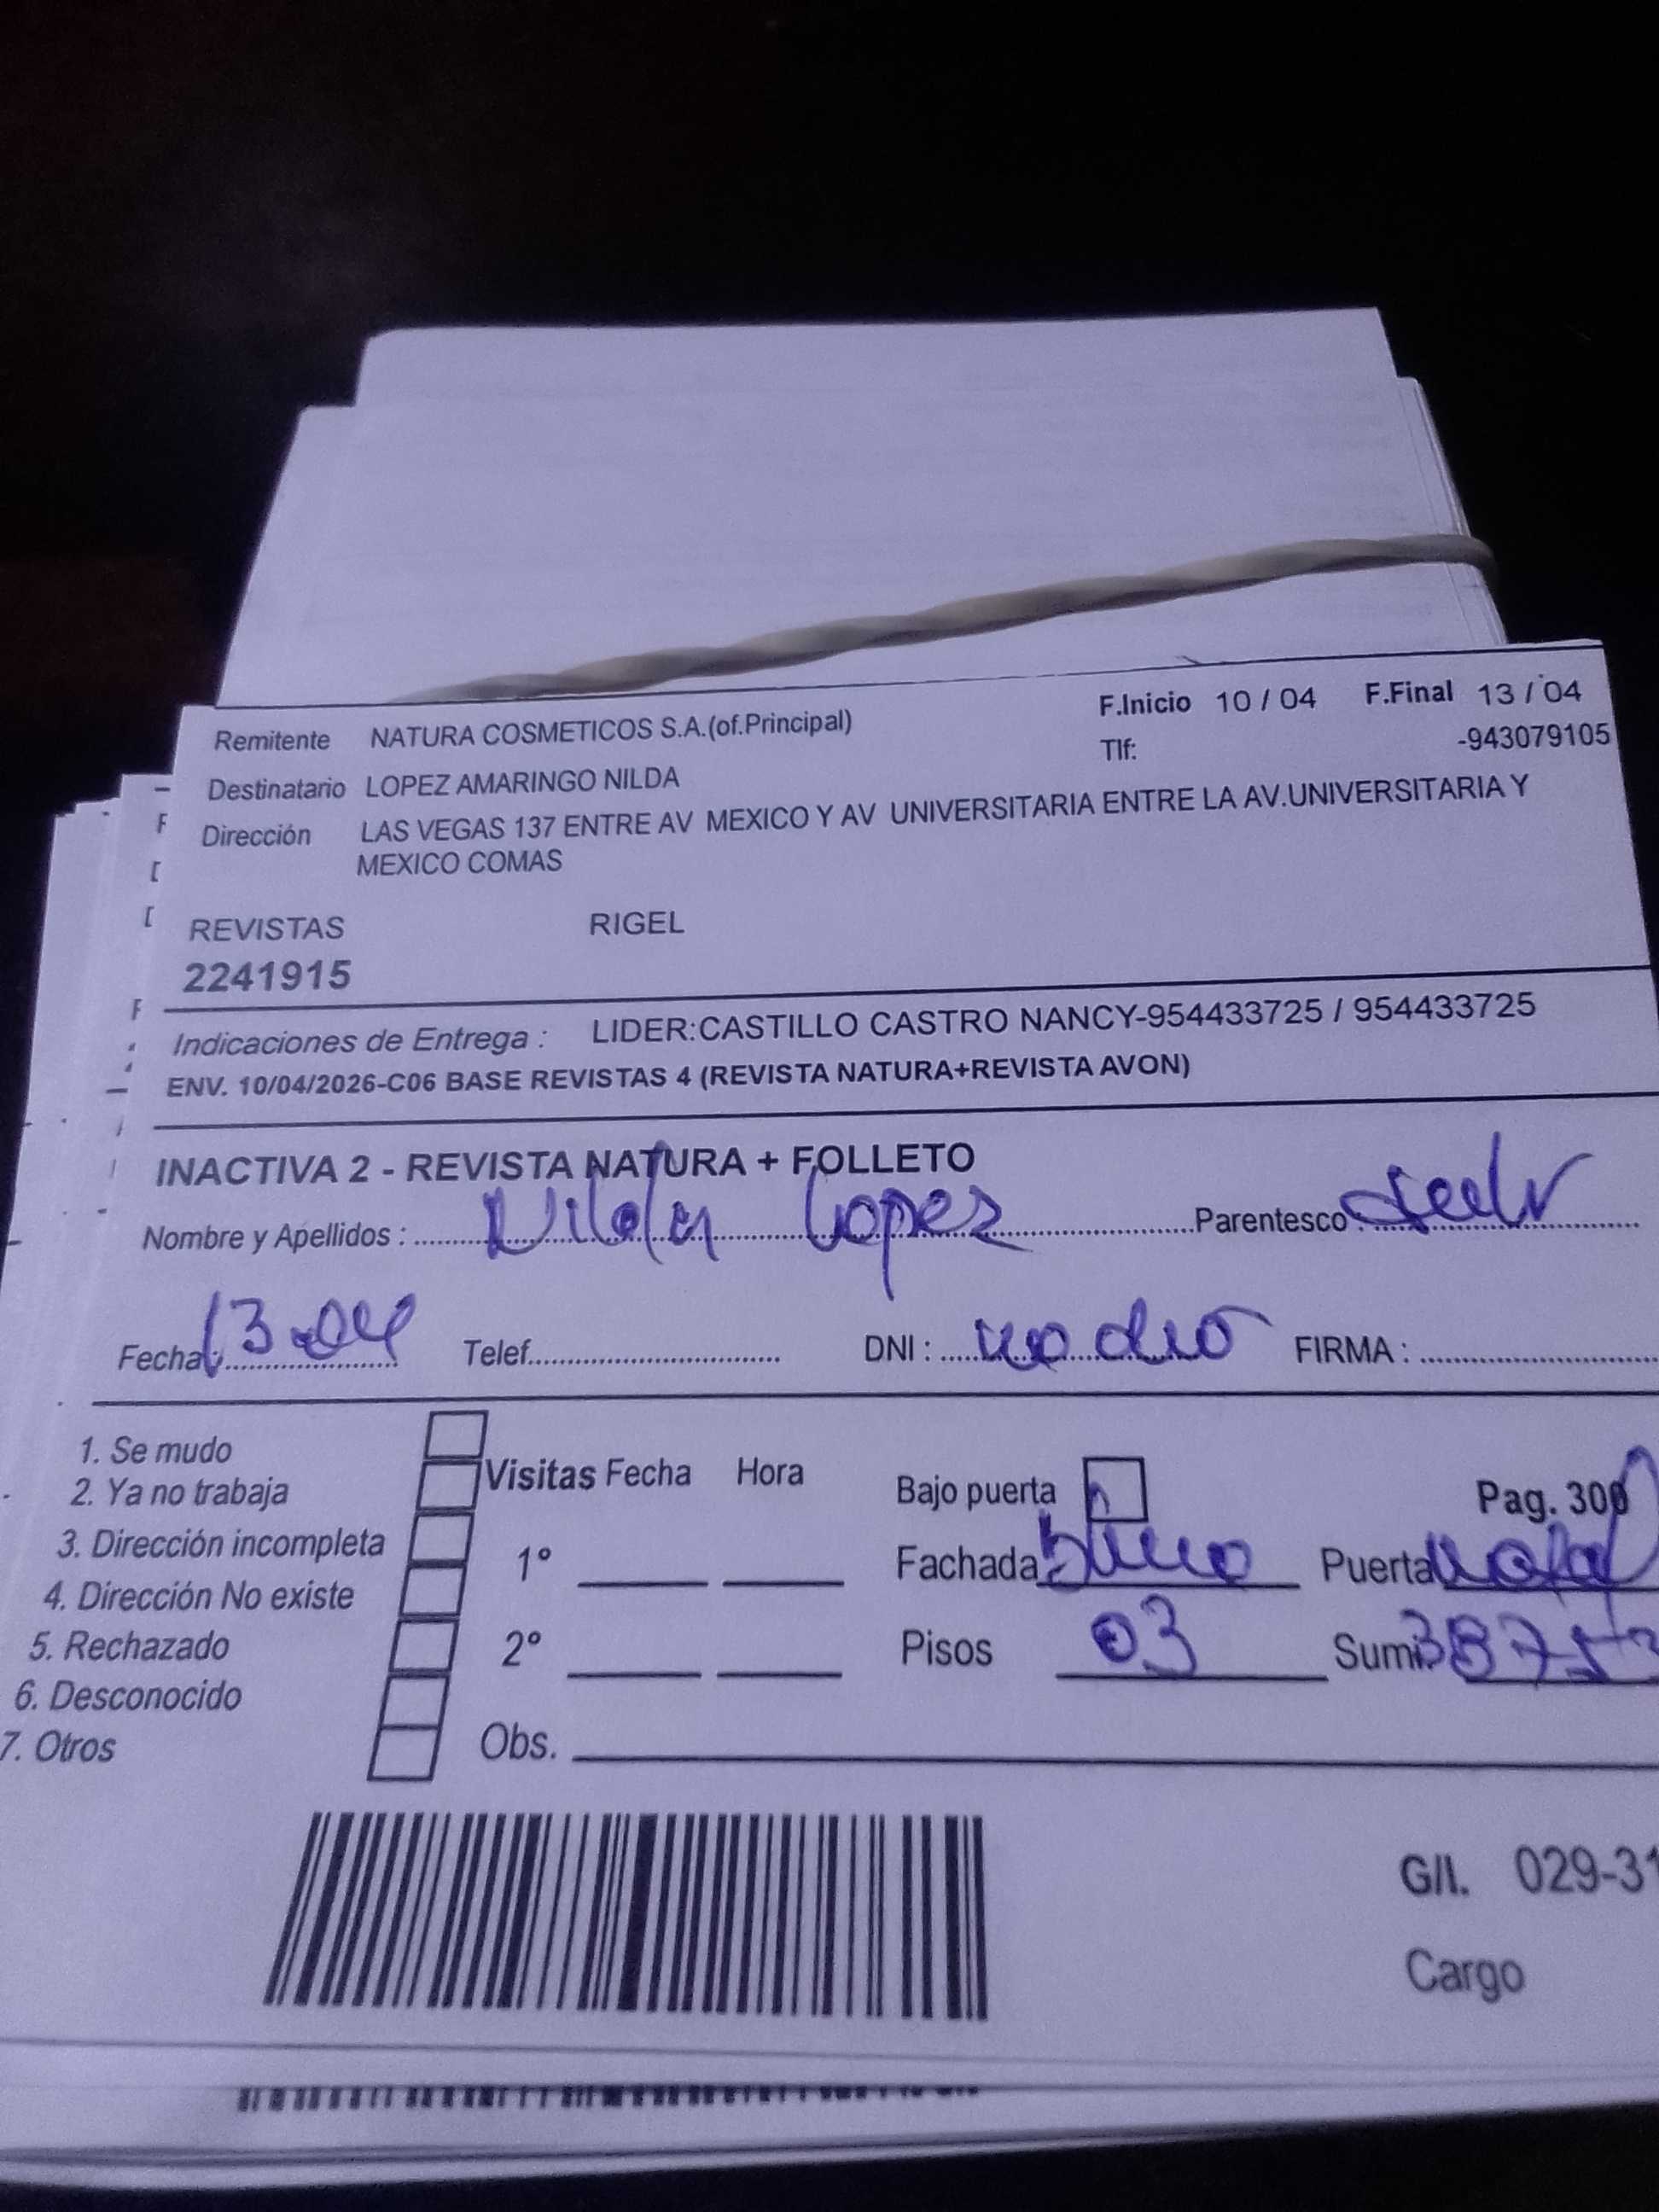 Remitente NATURA COSMETICOS S.A.(of.Principal) F.Inicio 10 / 04 F.Final 13 / 04
Tlf: -943079105
Destinatario LOPEZ AMARINGO NILDA
Dirección LAS VEGAS 137 ENTRE AV MEXICO Y AV UNIVERSITARIA ENTRE LA AV.UNIVERSITARIA Y
MEXICO COMAS
REVISTAS RIGEL
2241915
Indicaciones de Entrega : LIDER:CASTILLO CASTRO NANCY-954433725 / 954433725
ENV. 10/04/2026-C06 BASE REVISTAS 4 (REVISTA NATURA+REVISTA AVON)
INACTIVA 2 - REVISTA NATURA + FOLLETO
Nombre y Apellidos : Nilda Lopez Parentesco
Fecha: 13-04 Telef. DNI : no dio FIRMA :
1. Se mudo
2. Ya no trabaja
3. Dirección incompleta
4. Dirección No existe
5. Rechazado
6. Desconocido
7. Otros
Visitas Fecha Hora
1º
2º
Obs.
Bajo puerta Pag. 300
Fachada Puerta
Pisos 03 Sumi
G/I. 029-31
Cargo